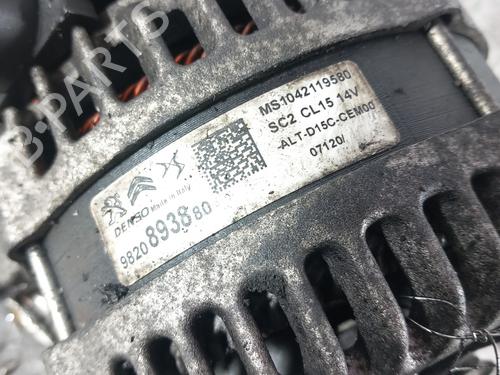 B-PARTS
MS1042119580
SC2 CL15 14V
-ALT-D15C-CEM00
07120/
DENSO Made in Italy
9820893880